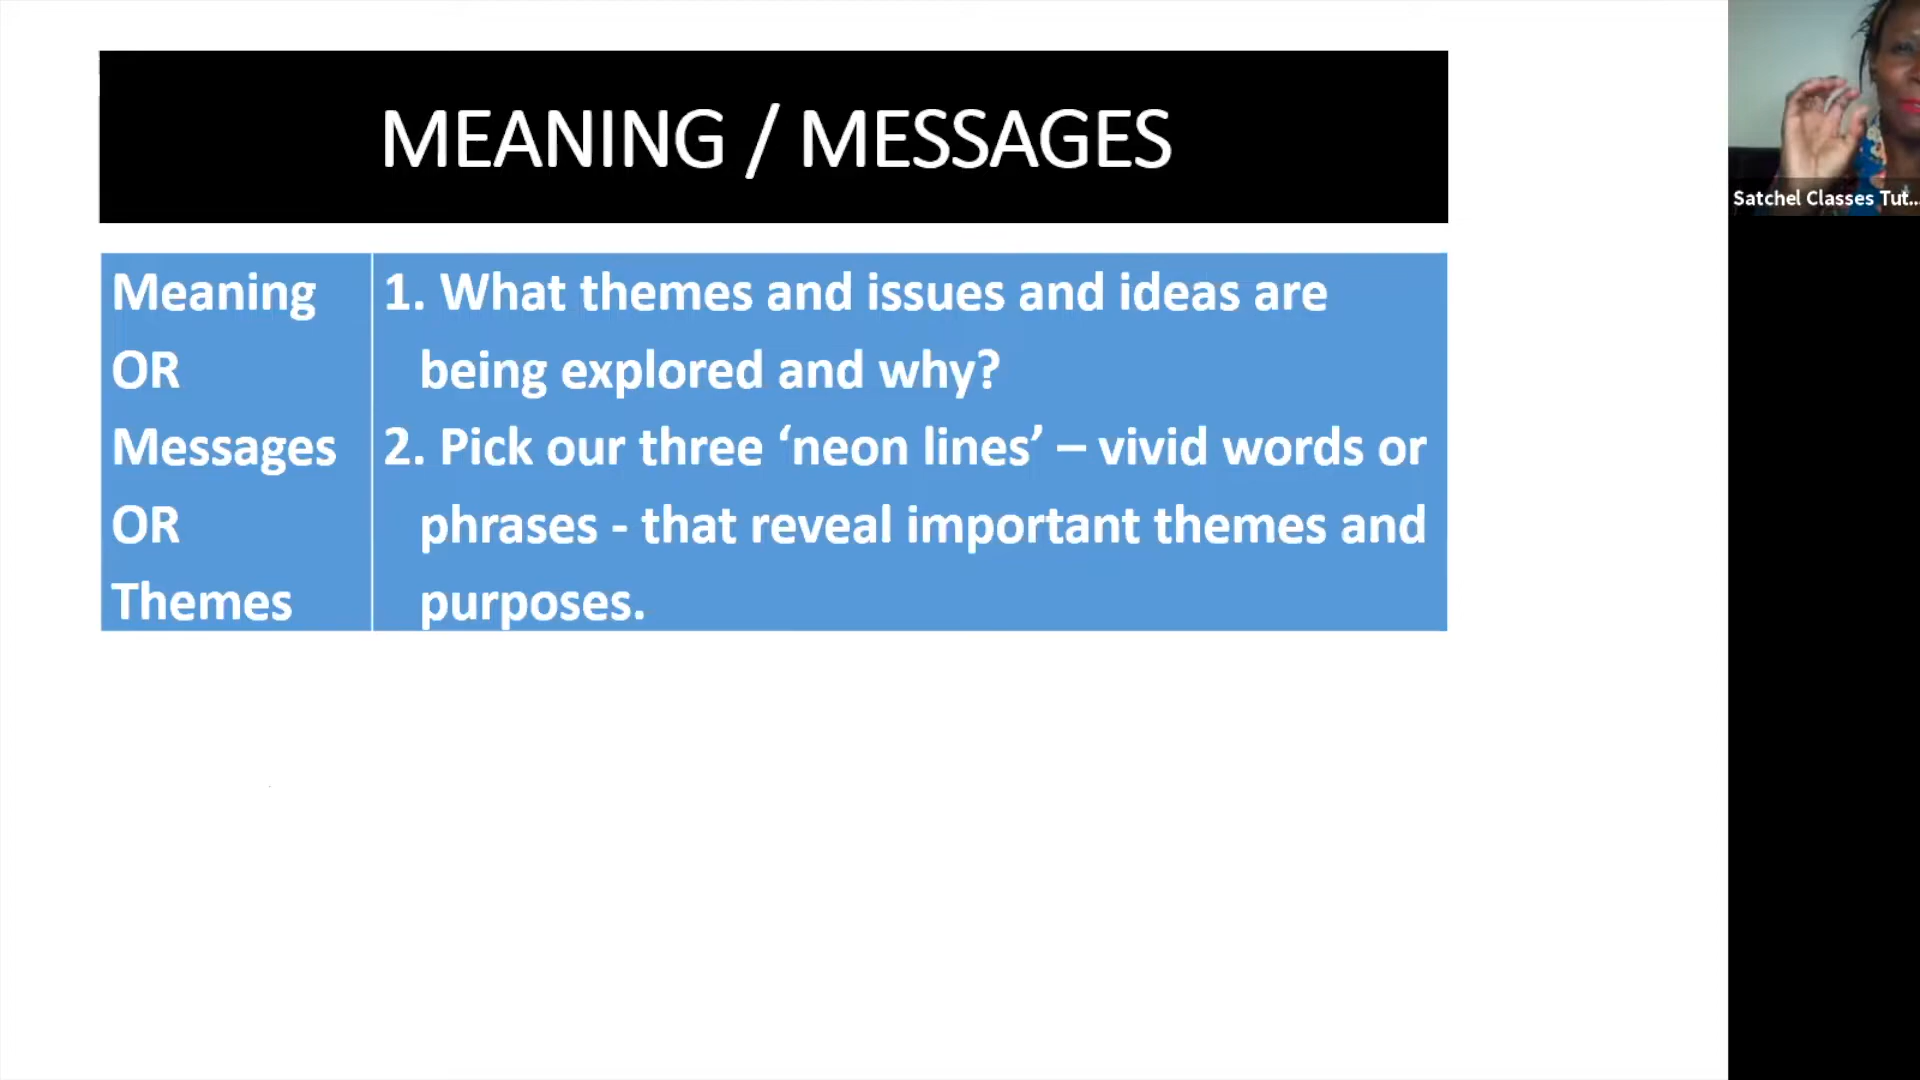 MEANING / MESSAGES
Meaning
OR
Messages
OR
Themes
1. What themes and issues and ideas are
being explored and why?
2. Pick our three ‘neon lines’ – vivid words or
phrases - that reveal important themes and
purposes.
Satchel Classes Tut...